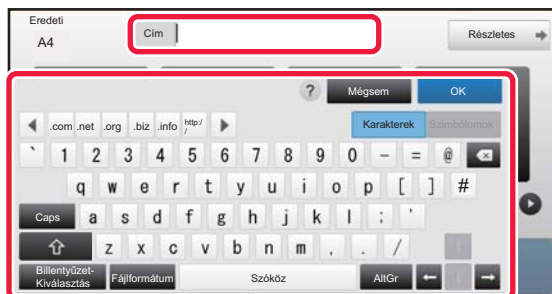 Eredeti
A4
Cím
Részletes
? Mégsem OK
.com .net .org .biz .info http://
Karakterek Szimbólumok
` 1 2 3 4 5 6 7 8 9 0 - = @
q w e r t y u i o p [ ] #
Caps a s d f g h j k l ; '
z x c v b n m , . /
Billentyűzet-
Kiválasztás Fájlformátum Szóköz AltGr